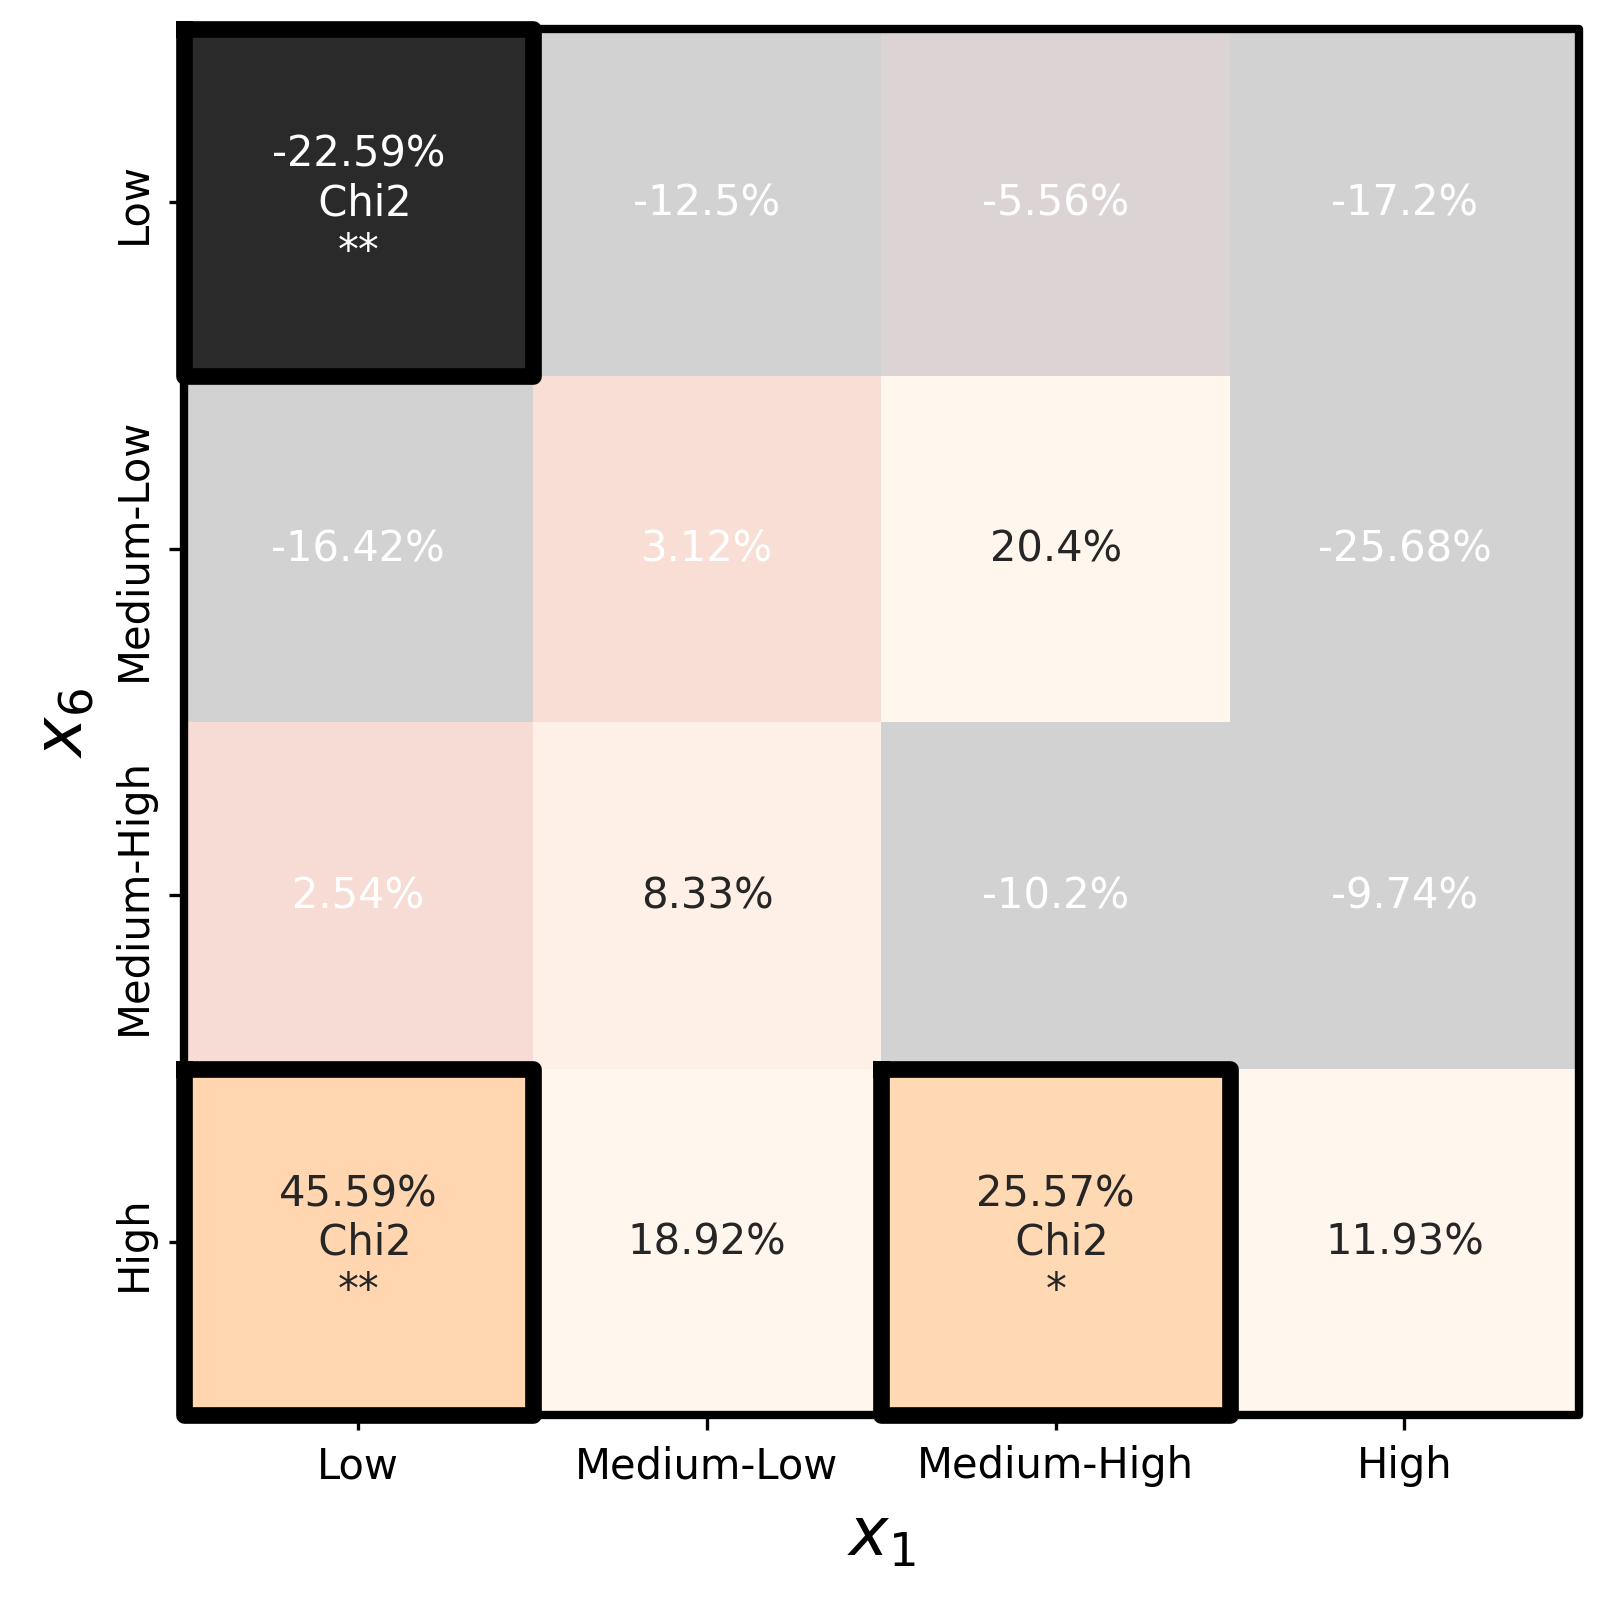 Low
-22.59%
Chi2
**
-12.5%
-5.56%
-17.2%
Medium-Low
-16.42%
3.12%
20.4%
-25.68%
x6
Medium-High
2.54%
8.33%
-10.2%
-9.74%
High
45.59%
Chi2
**
18.92%
25.57%
Chi2
*
11.93%
Low
Medium-Low
Medium-High
High
x1